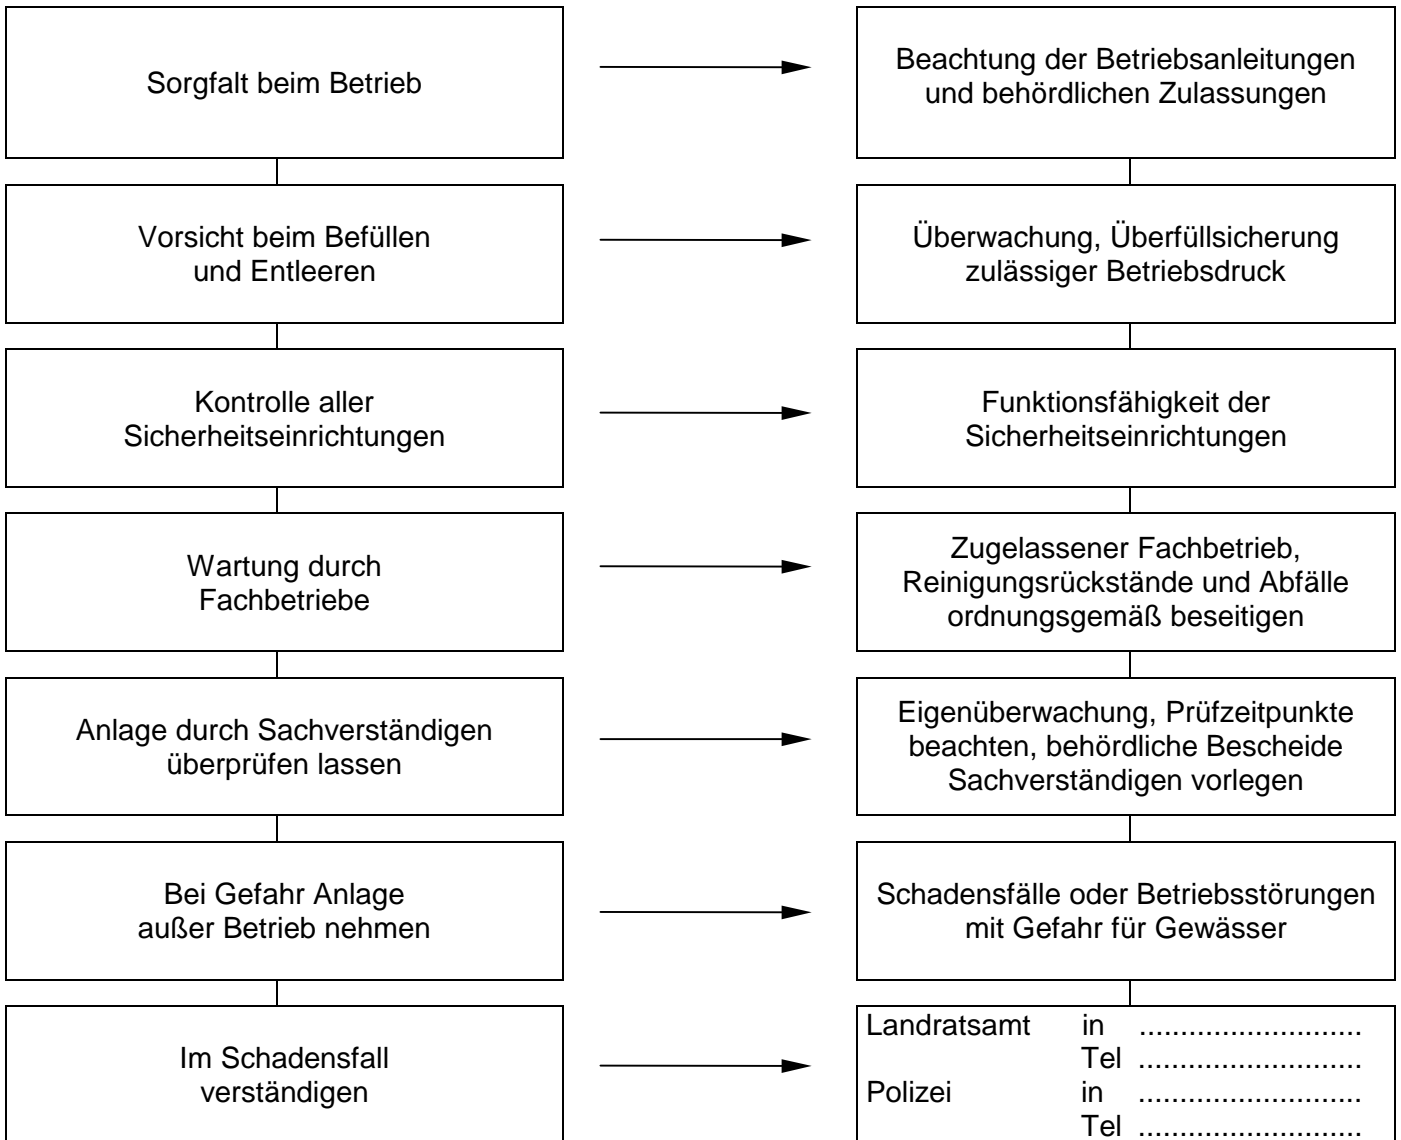 Sorgfalt beim Betrieb
Beachtung der Betriebsanleitungen
und behördlichen Zulassungen
Vorsicht beim Befüllen
und Entleeren
Überwachung, Überfüllsicherung
zulässiger Betriebsdruck
Kontrolle aller
Sicherheitseinrichtungen
Funktionsfähigkeit der
Sicherheitseinrichtungen
Wartung durch
Fachbetriebe
Zugelassener Fachbetrieb,
Reinigungsrückstände und Abfälle
ordnungsgemäß beseitigen
Anlage durch Sachverständigen
überprüfen lassen
Eigenüberwachung, Prüfzeitpunkte
beachten, behördliche Bescheide
Sachverständigen vorlegen
Bei Gefahr Anlage
außer Betrieb nehmen
Schadensfälle oder Betriebsstörungen
mit Gefahr für Gewässer
Im Schadensfall
verständigen
Landratsamt in ...........................
Tel ...........................
Polizei in ...........................
Tel ...........................